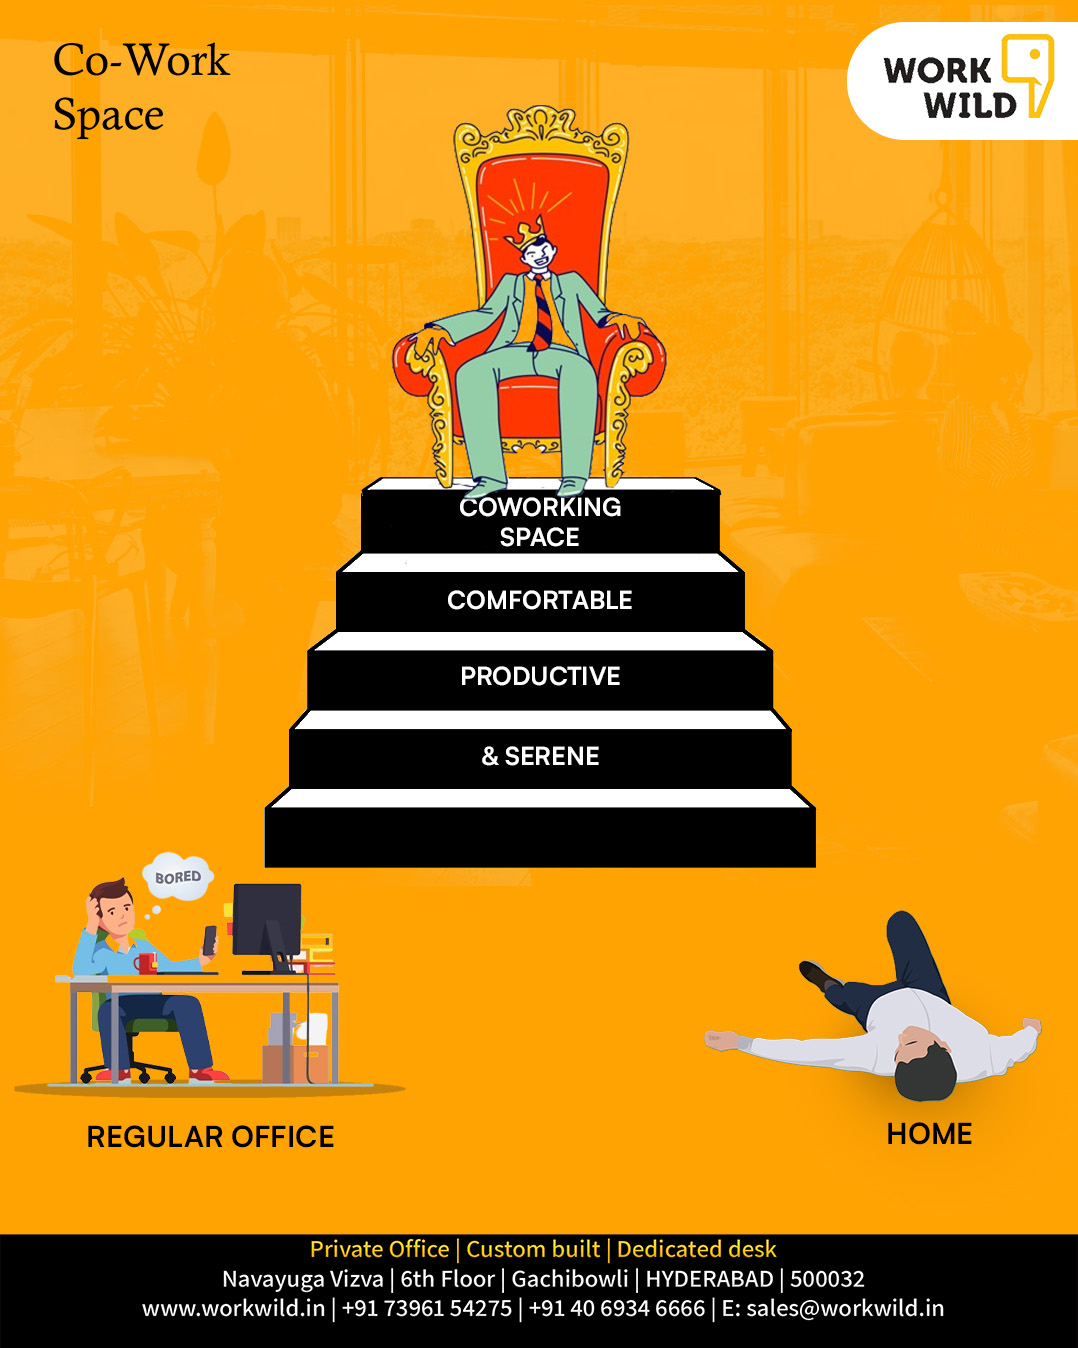 Co-Work
Space
WORK
WILD
COWORKING
SPACE
COMFORTABLE
PRODUCTIVE
& SERENE
BORED
REGULAR OFFICE
HOME
Private Office | Custom built | Dedicated desk
Navayuga Vizva | 6th Floor | Gachibowli | HYDERABAD | 500032
www.workwild.in | +91 73961 54275 | +91 40 6934 6666 | E: sales@workwild.in